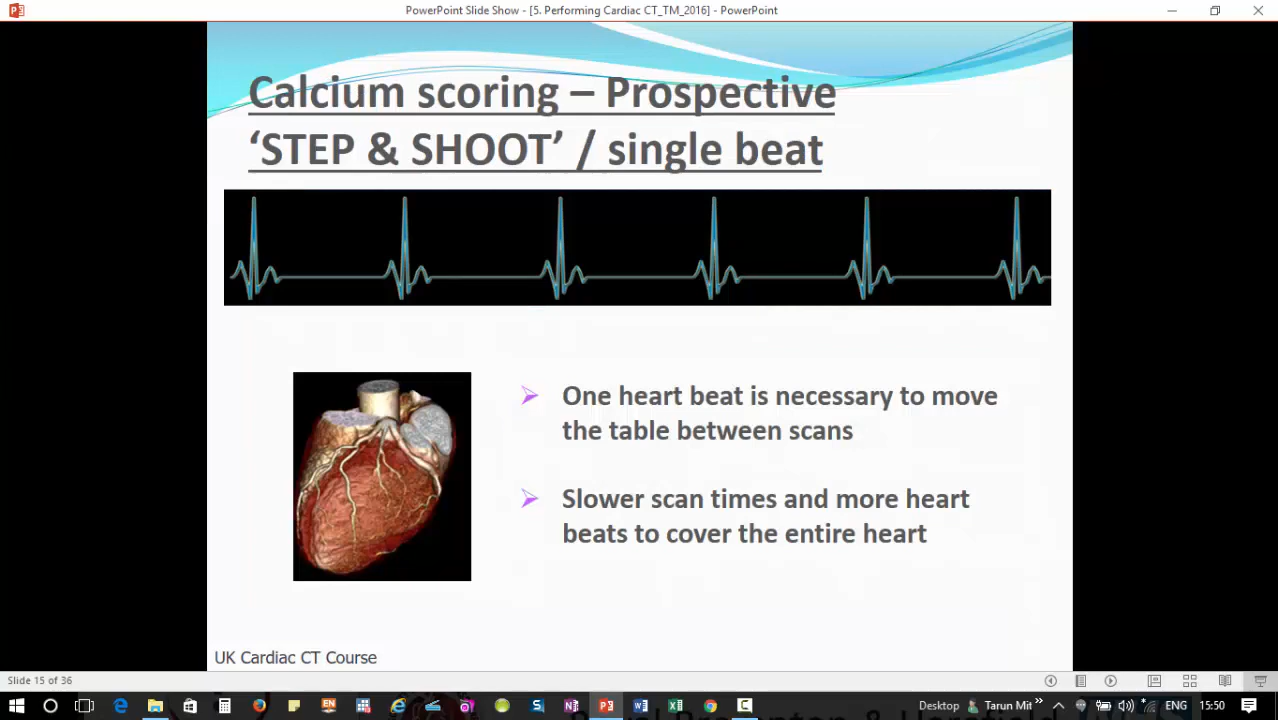 PowerPoint Slide Show - [5. Performing Cardiac CT_TM_2016] - PowerPoint
Calcium scoring – Prospective
‘STEP & SHOOT’ / single beat
One heart beat is necessary to move
the table between scans
Slower scan times and more heart
beats to cover the entire heart
UK Cardiac CT Course
Slide 15 of 36
Desktop
Tarun Mit
ENG
15:50